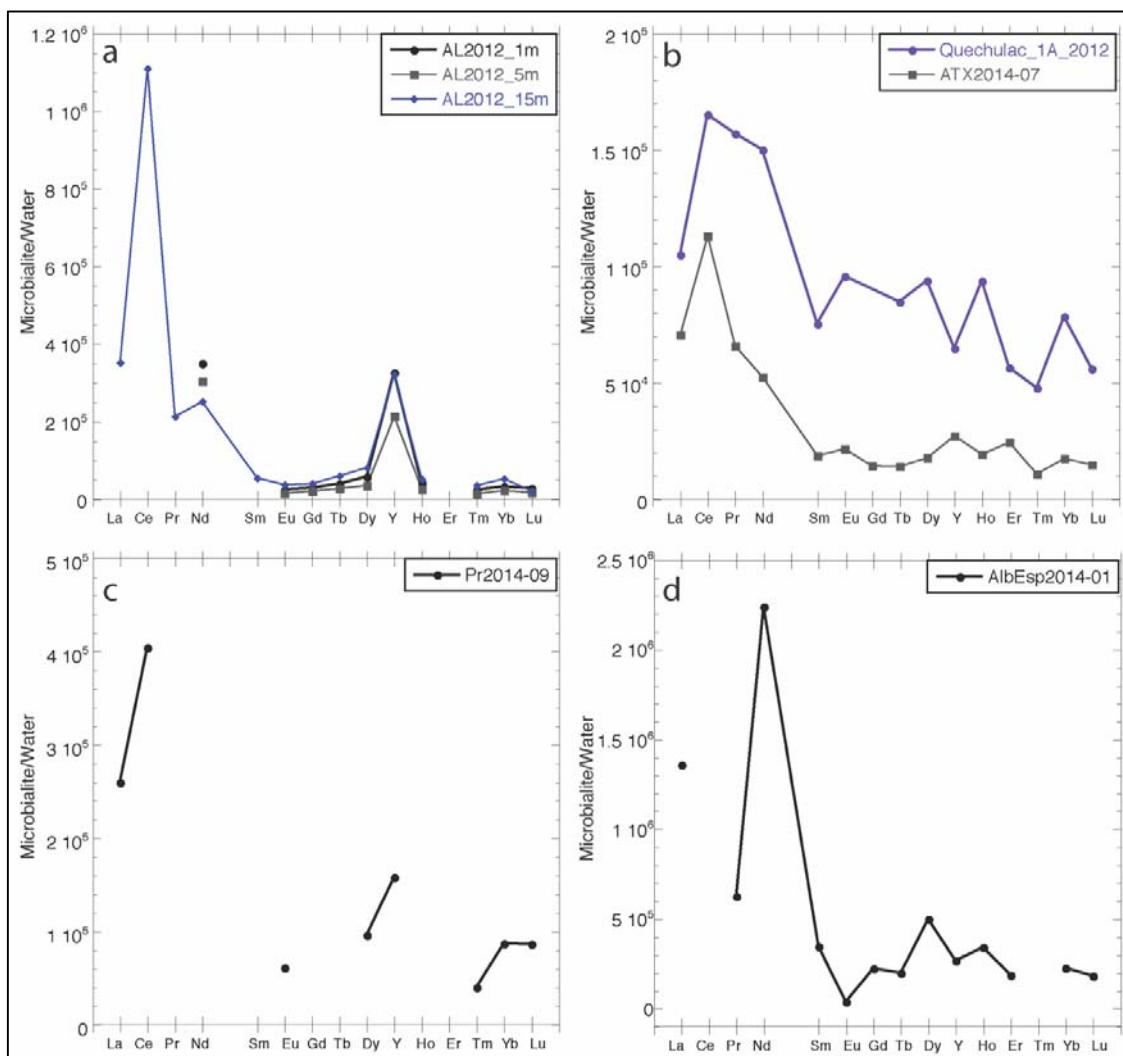 a
AL2012_1m
AL2012_5m
AL2012_15m
1.2 10⁶
1 10⁶
8 10⁵
6 10⁵
4 10⁵
2 10⁵
0
Microbialite/Water
La Ce Pr Nd Sm Eu Gd Tb Dy Y Ho Er Tm Yb Lu
b
Quechulac_1A_2012
ATX2014-07
2 10⁵
1.5 10⁵
1 10⁵
5 10⁴
0
Microbialite/Water
La Ce Pr Nd Sm Eu Gd Tb Dy Y Ho Er Tm Yb Lu
c
Pr2014-09
5 10⁵
4 10⁵
3 10⁵
2 10⁵
1 10⁵
0
Microbialite/Water
La Ce Pr Nd Sm Eu Gd Tb Dy Y Ho Er Tm Yb Lu
d
AlbEsp2014-01
2.5 10⁶
2 10⁶
1.5 10⁶
1 10⁶
5 10⁵
0
Microbialite/Water
La Ce Pr Nd Sm Eu Gd Tb Dy Y Ho Er Tm Yb Lu